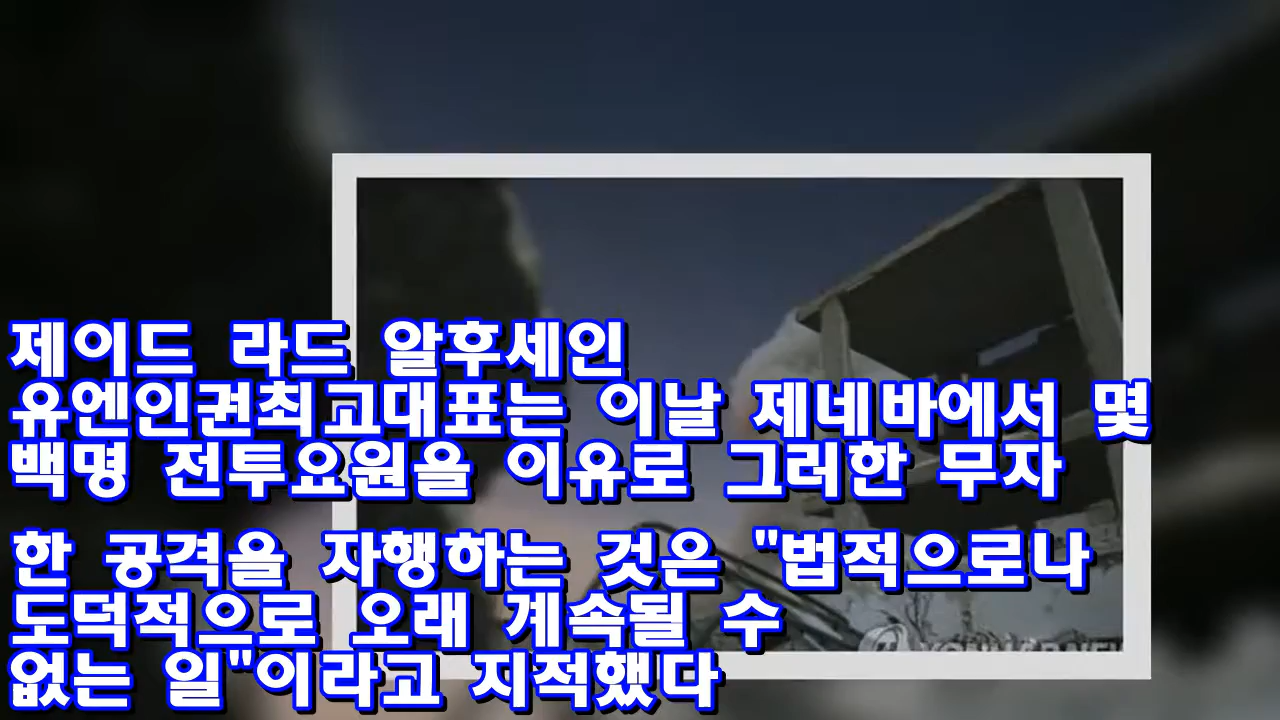 제이드 라드 알후세인
유엔인권최고대표는 이날 제네바에서 몇
백명 전투요원을 이유로 그러한 무자
한 공격을 자행하는 것은 "법적으로나
도덕적으로 오래 계속될 수
없는 일"이라고 지적했다